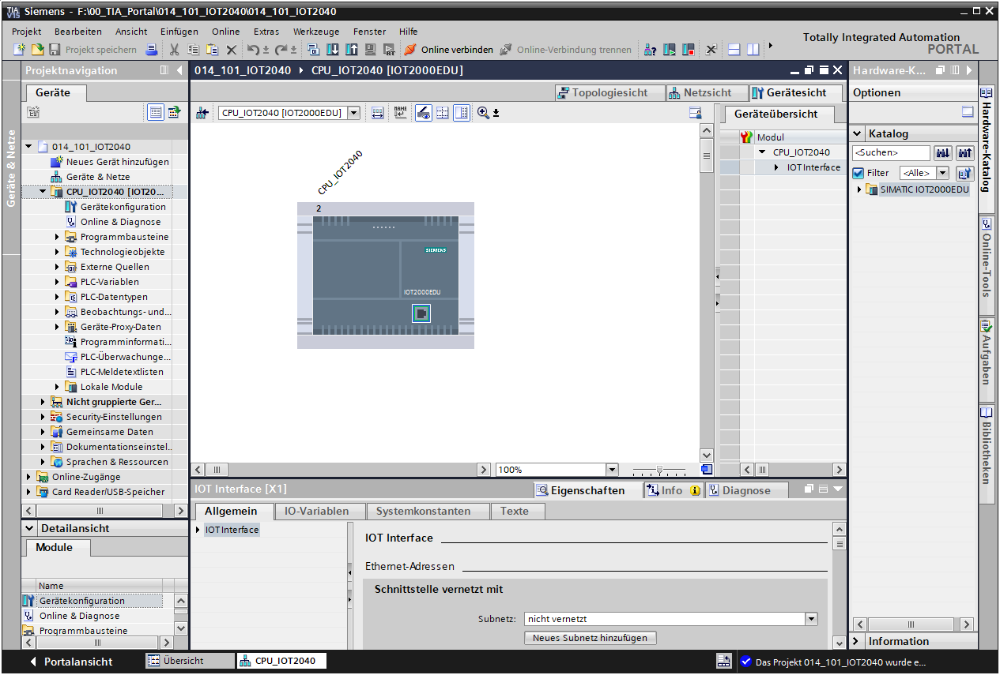 Siemens - F:\00_TIA_Portal\014_101_IOT2040\014_101_IOT2040
Projekt Bearbeiten Ansicht Einfügen Online Extras Werkzeuge Fenster Hilfe
Projekt speichern
Online verbinden
Online-Verbindung trennen
Totally Integrated Automation
PORTAL
Projektnavigation
Geräte
Geräte & Netze
014_101_IOT2040
Neues Gerät hinzufügen
Geräte & Netze
CPU_IOT2040 [IOT20...
Gerätekonfiguration
Online & Diagnose
Programmbausteine
Technologieobjekte
Externe Quellen
PLC-Variablen
PLC-Datentypen
Beobachtungs- und...
Geräte-Proxy-Daten
Programminformati...
PLC-Überwachunge...
PLC-Meldetextlisten
Lokale Module
Nicht gruppierte Ger...
Security-Einstellungen
Gemeinsame Daten
Dokumentationseinstel...
Sprachen & Ressourcen
Online-Zugänge
Card Reader/USB-Speicher
Detailansicht
Module
Name
Gerätekonfiguration
Online & Diagnose
Programmbausteine
014_101_IOT2040 CPU_IOT2040 [IOT2000EDU]
Topologiesicht
Netzsicht
Gerätesicht
CPU_IOT2040 [IOT2000EDU]
CPU_IOT2040
2
SIEMENS
IOT2000EDU
100%
Geräteübersicht
Modul
CPU_IOT2040
IOT Interface
IOT Interface [X1]
Eigenschaften
Info
Diagnose
Allgemein
IO-Variablen
Systemkonstanten
Texte
IOT Interface
IOT Interface
Ethernet-Adressen
Schnittstelle vernetzt mit
Subnetz: nicht vernetzt
Neues Subnetz hinzufügen
Hardware-K...
Optionen
Katalog
<Suchen>
Filter <Alle>
SIMATIC IOT2000EDU
Information
Hardware-Katalog
Online-Tools
Aufgaben
Bibliotheken
Portalansicht
Übersicht
CPU_IOT2040
Das Projekt 014_101_IOT2040 wurde e...